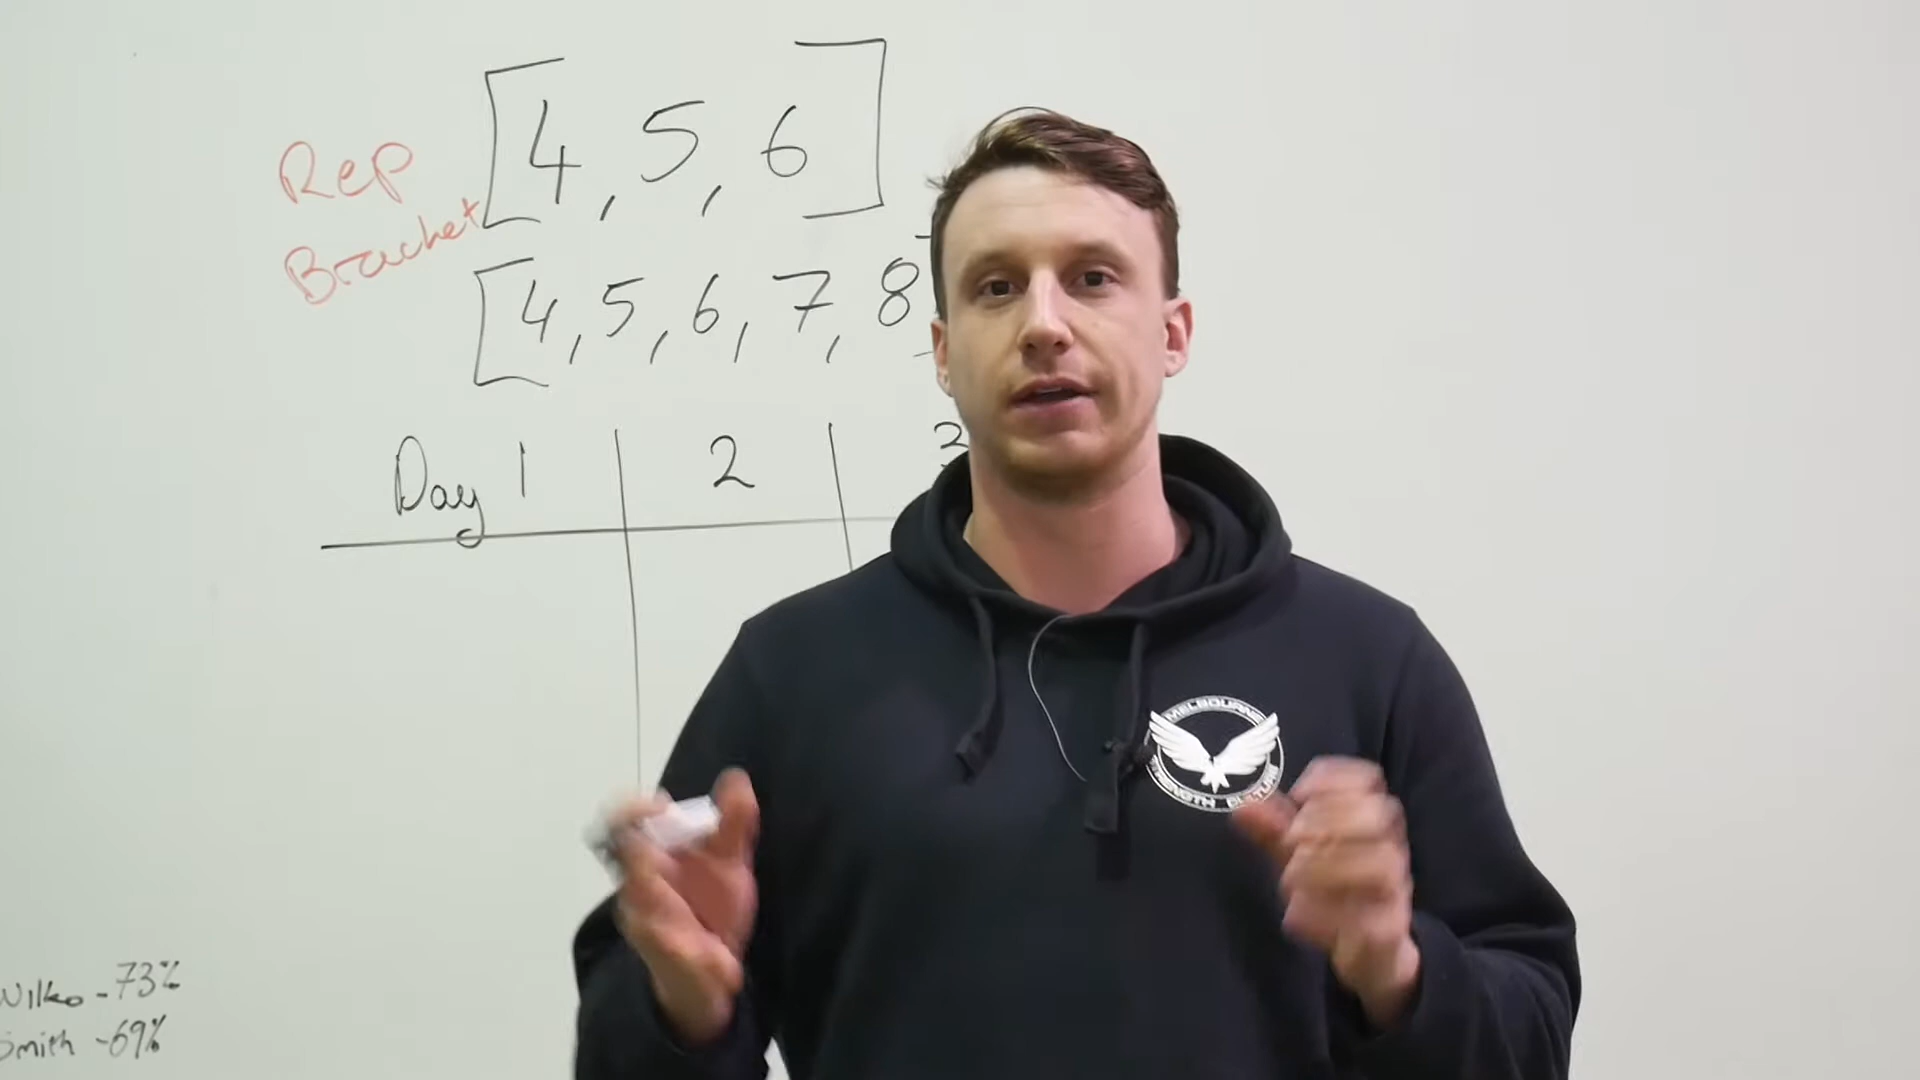 [4, 5, 6]
Rep
Bracket
[4, 5, 6, 7, 8
Day 1 | 2 | 3
MELBOURNE
STRENGTH CULTURE
Wilko - 73%
Smith - 69%